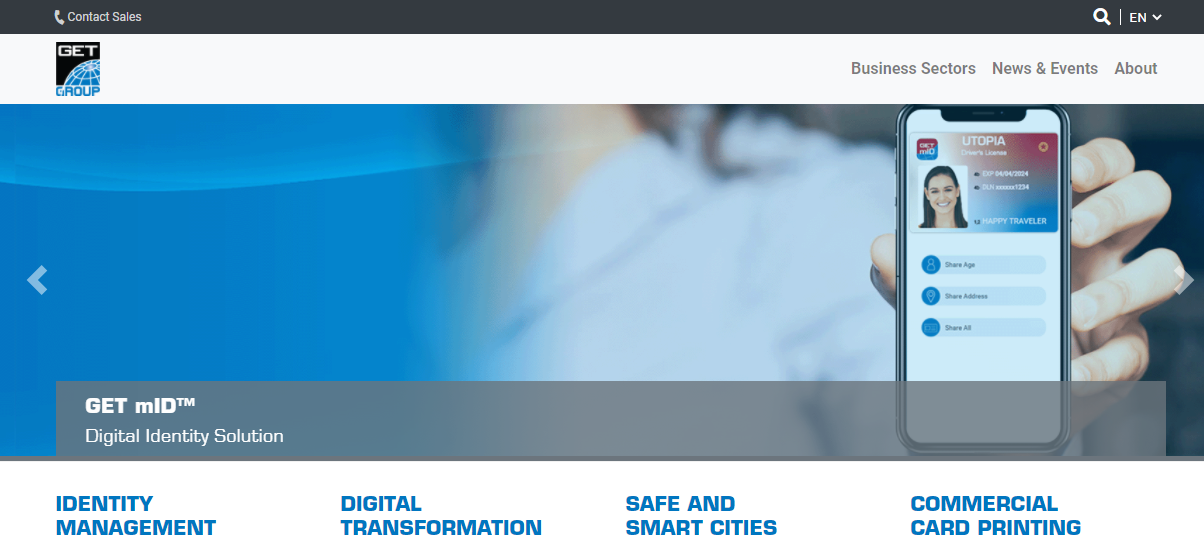 Contact Sales
EN
GET
GROUP
Business Sectors
News & Events
About
GET
mID
UTOPIA
Driver's License
EXP 04/04/2024
DLN xxxxxx1234
HAPPY TRAVELER
Share Age
Share Address
Share All
GET mID™
Digital Identity Solution
IDENTITY
MANAGEMENT
DIGITAL
TRANSFORMATION
SAFE AND
SMART CITIES
COMMERCIAL
CARD PRINTING